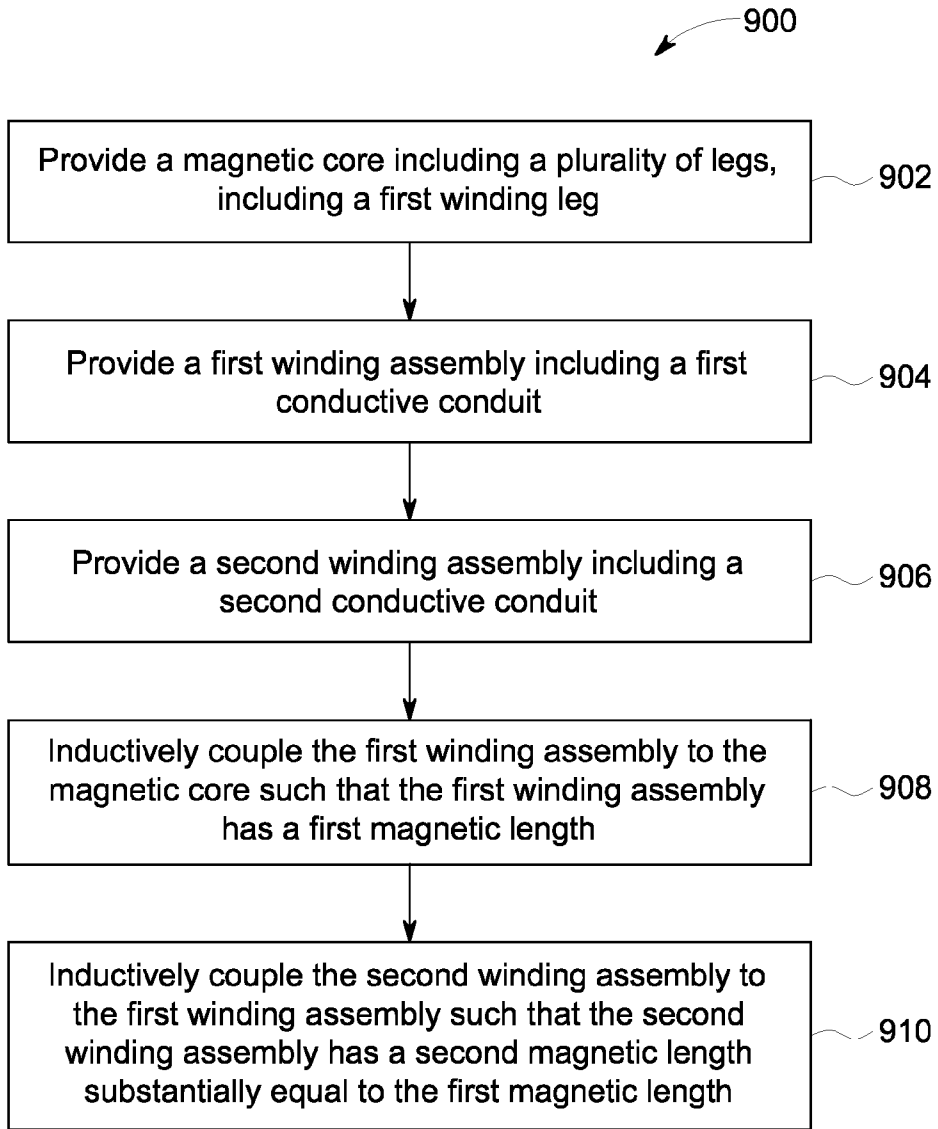 900
Provide a magnetic core including a plurality of legs,
including a first winding leg
902
Provide a first winding assembly including a first
conductive conduit
904
Provide a second winding assembly including a
second conductive conduit
906
Inductively couple the first winding assembly to the
magnetic core such that the first winding assembly
has a first magnetic length
908
Inductively couple the second winding assembly to
the first winding assembly such that the second
winding assembly has a second magnetic length
substantially equal to the first magnetic length
910